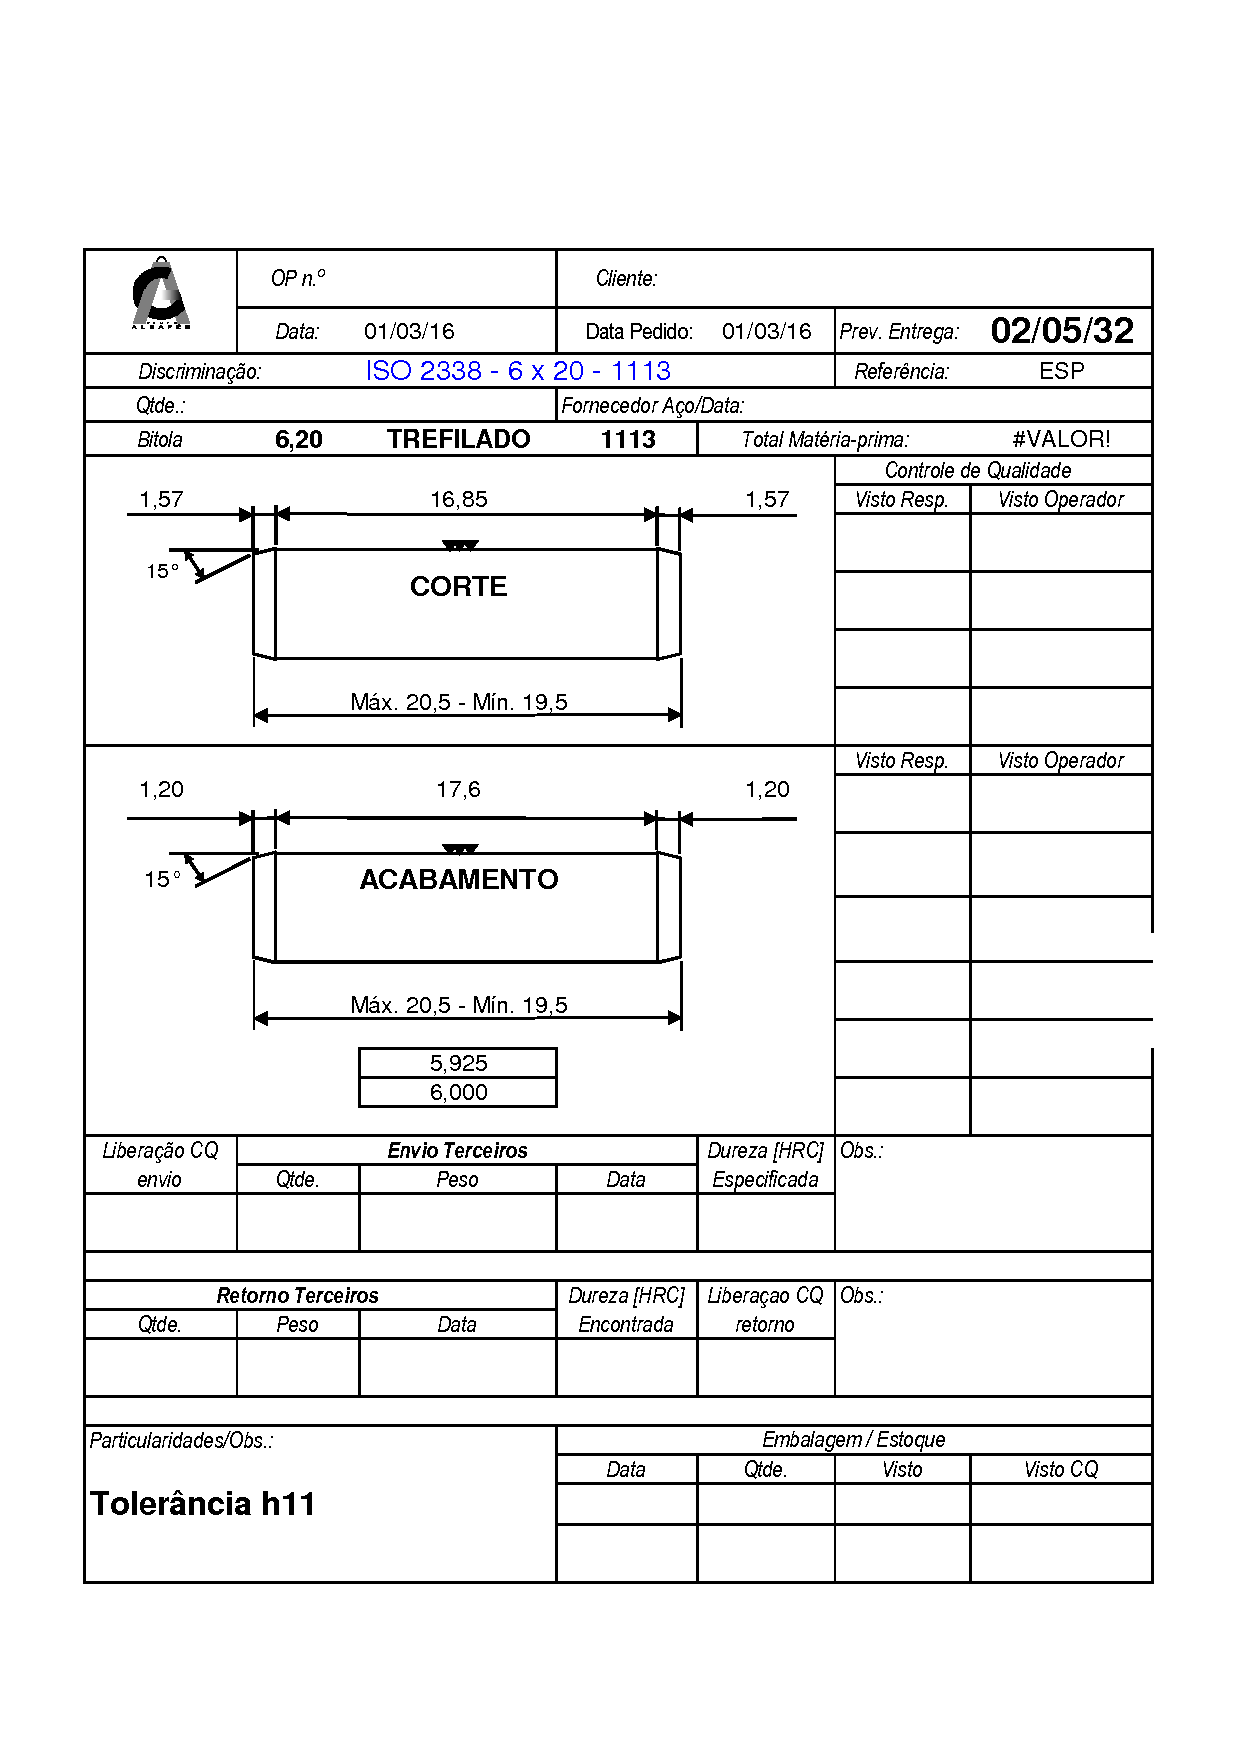 ALBAFER
OP n.º Cliente:
Data: 01/03/16 Data Pedido: 01/03/16 Prev. Entrega: 02/05/32
Discriminação: ISO 2338 - 6 x 20 - 1113 Referência: ESP
Qtde.: Fornecedor Aço/Data:
Bitola 6,20 TREFILADO 1113 Total Matéria-prima: #VALOR!
Controle de Qualidade
1,57 16,85 1,57 Visto Resp. Visto Operador
15°
CORTE
Máx. 20,5 - Mín. 19,5
Visto Resp. Visto Operador
1,20 17,6 1,20
15° ACABAMENTO
Máx. 20,5 - Mín. 19,5
5,925
6,000
Liberação CQ Envio Terceiros Dureza [HRC] Obs.:
envio Qtde. Peso Data Especificada
Retorno Terceiros Dureza [HRC] Liberaçao CQ Obs.:
Qtde. Peso Data Encontrada retorno
Particularidades/Obs.: Embalagem / Estoque
Data Qtde. Visto Visto CQ
Tolerância h11